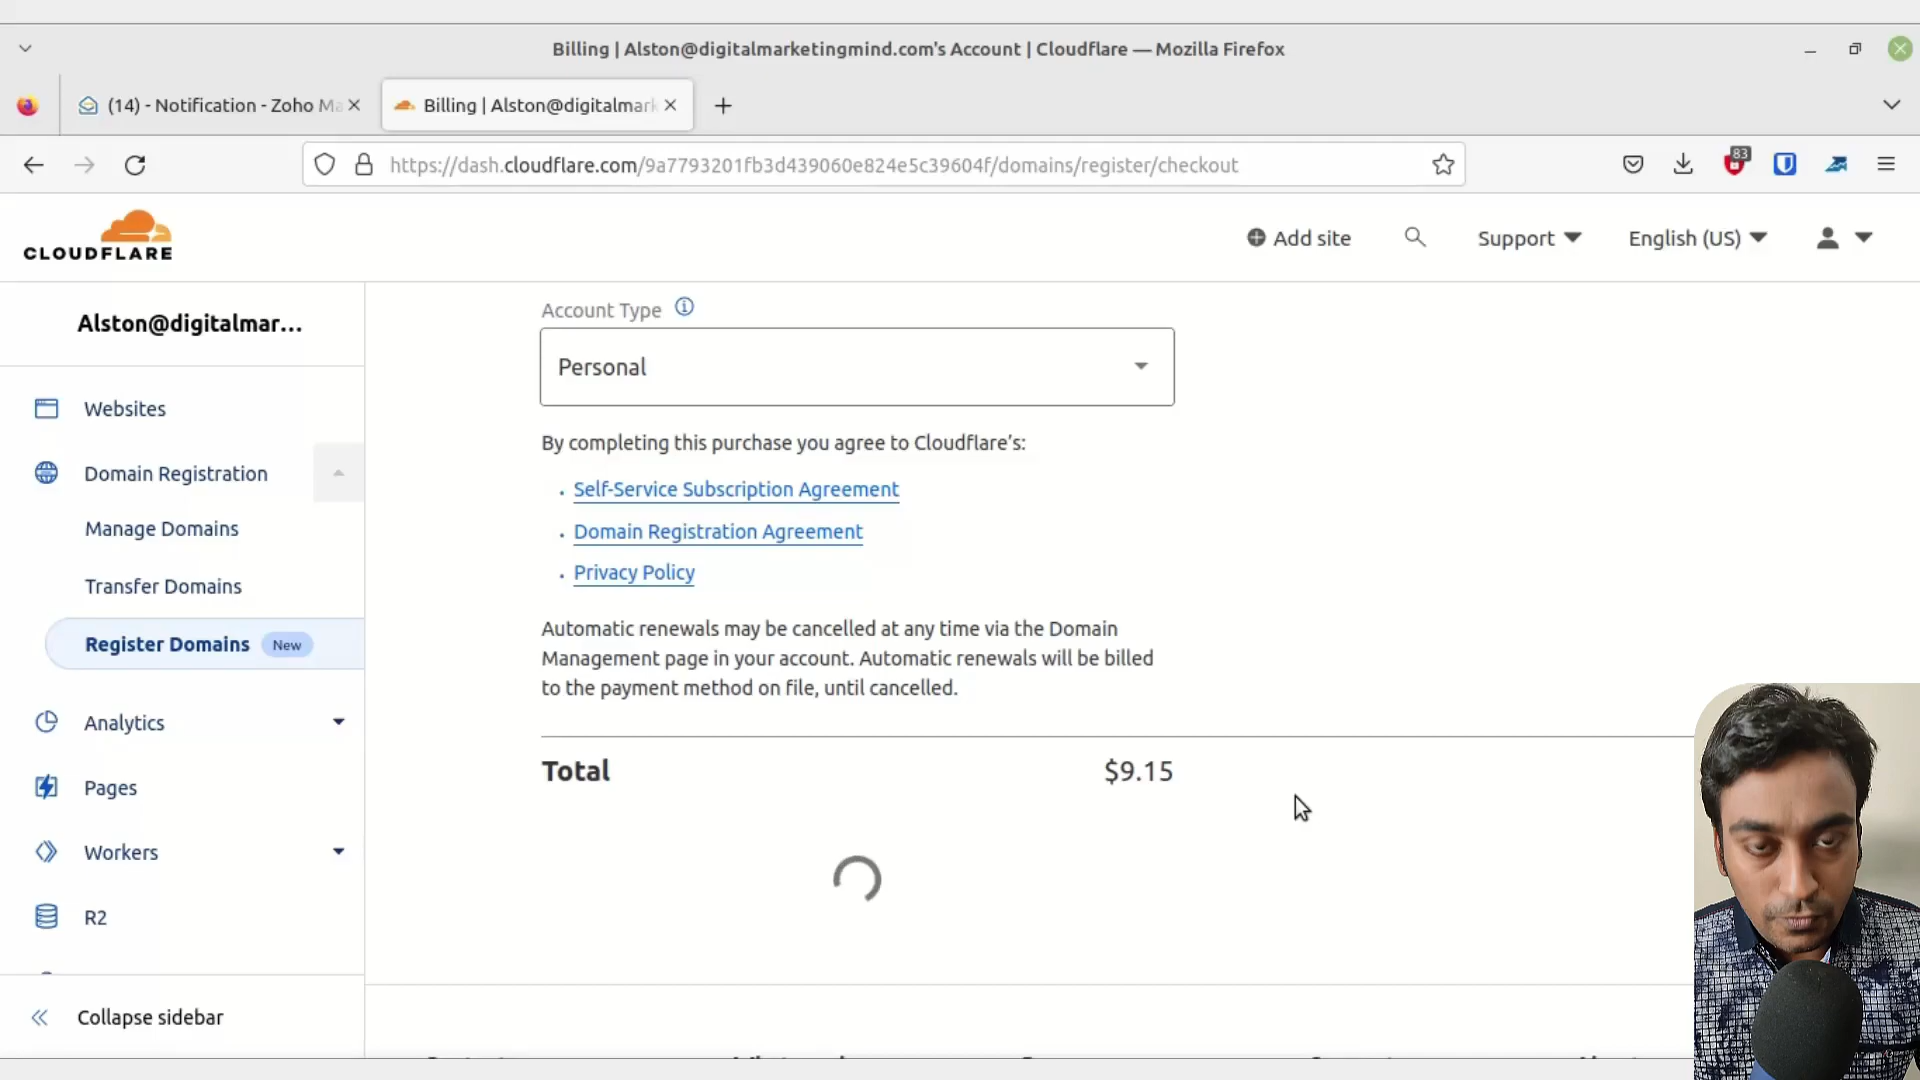 Billing | Alston@digitalmarketingmind.com's Account | Cloudflare — Mozilla Firefox
(14) - Notification - Zoho Ma
Billing | Alston@digitalmark
https://dash.cloudflare.com/9a7793201fb3d439060e824e5c39604f/domains/register/checkout
83
CLOUDFLARE
Add site
Support
English (US)
Alston@digitalmar...
Websites
Domain Registration
Manage Domains
Transfer Domains
Register Domains New
Analytics
Pages
Workers
R2
Collapse sidebar
Account Type
Personal
By completing this purchase you agree to Cloudflare's:
Self-Service Subscription Agreement
Domain Registration Agreement
Privacy Policy
Automatic renewals may be cancelled at any time via the Domain
Management page in your account. Automatic renewals will be billed
to the payment method on file, until cancelled.
Total $9.15